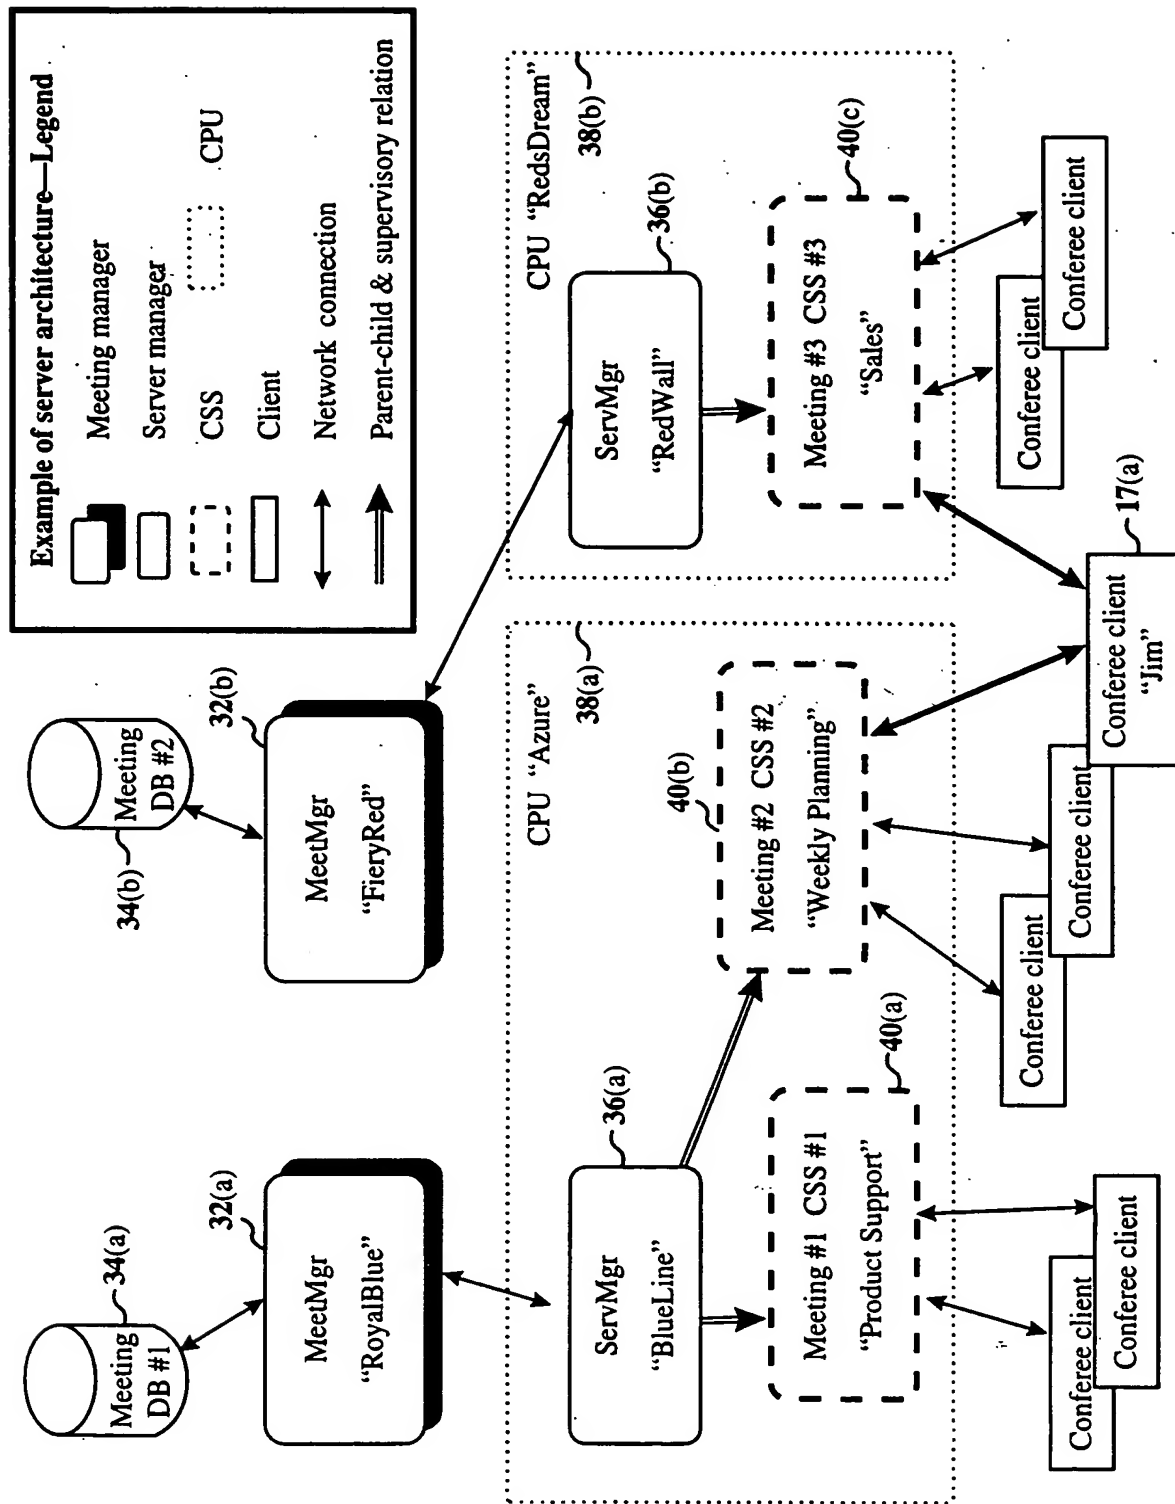 Example of server architecture—Legend
Meeting manager
Server manager
CSS
CPU
Client
Network connection
Parent-child & supervisory relation
34(a)
Meeting
DB #1
32(a)
MeetMgr
“RoyalBlue”
34(b)
Meeting
DB #2
32(b)
MeetMgr
“FieryRed”
CPU “Azure”
38(a)
ServMgr
“BlueLine”
36(a)
Meeting #1 CSS #1
“Product Support”
40(a)
40(b)
Meeting #2 CSS #2
“Weekly Planning”
CPU “RedsDream”
38(b)
ServMgr
“RedWall”
36(b)
Meeting #3 CSS #3
“Sales”
40(c)
Conferee client
Conferee client
Conferee client
Conferee client
Conferee client
“Jim”
17(a)
Conferee client
Conferee client